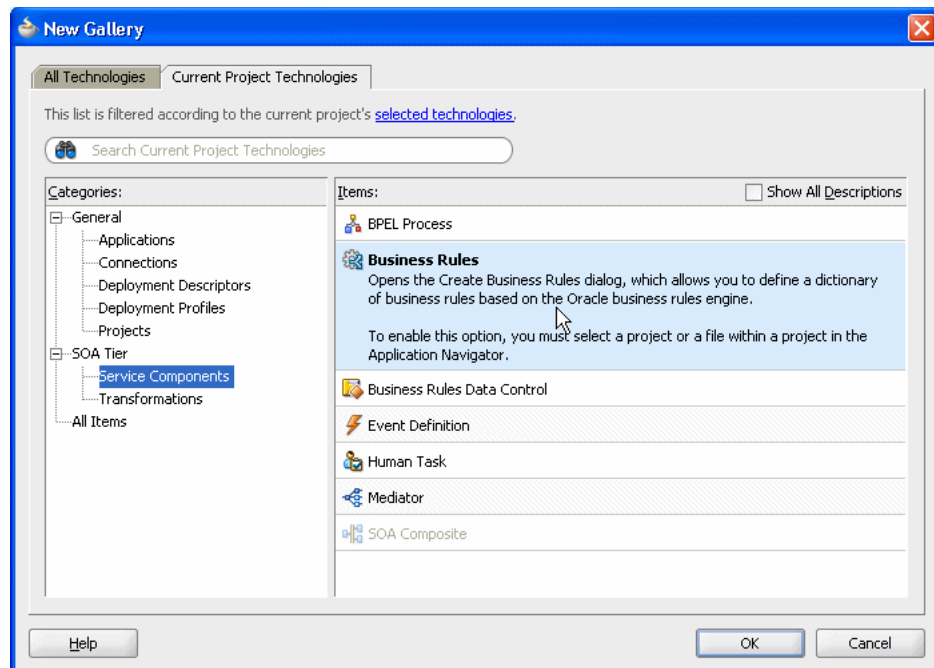 New Gallery
All Technologies
Current Project Technologies
This list is filtered according to the current project's selected technologies.
Search Current Project Technologies
Categories:
General
Applications
Connections
Deployment Descriptors
Deployment Profiles
Projects
SOA Tier
Service Components
Transformations
All Items
Items:
Show All Descriptions
BPEL Process
Business Rules
Opens the Create Business Rules dialog, which allows you to define a dictionary
of business rules based on the Oracle business rules engine.
To enable this option, you must select a project or a file within a project in the
Application Navigator.
Business Rules Data Control
Event Definition
Human Task
Mediator
SOA Composite
Help
OK
Cancel